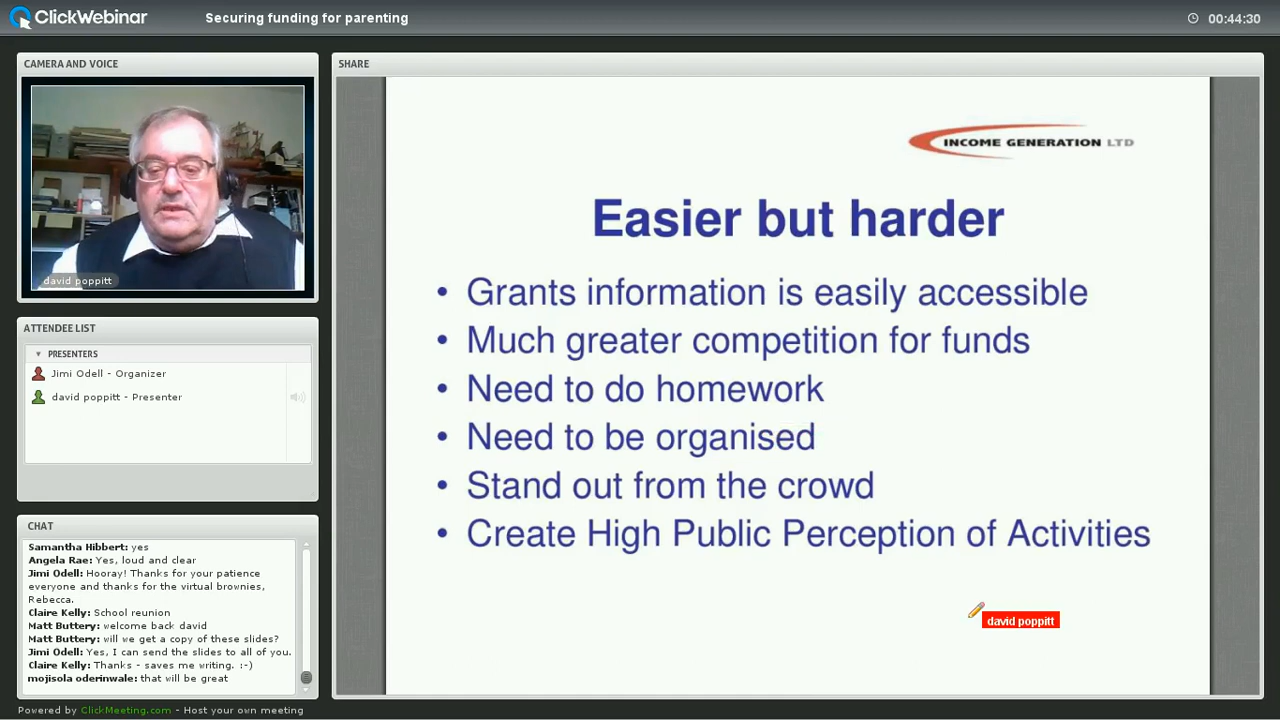 ClickWebinar
Securing funding for parenting
00:44:30
CAMERA AND VOICE
david poppitt
ATTENDEE LIST
PRESENTERS
Jimi Odell - Organizer
david poppitt - Presenter
CHAT
Samantha Hibbert: yes
Angela Rae: Yes, loud and clear
Jimi Odell: Hooray! Thanks for your patience
everyone and thanks for the virtual brownies,
Rebecca.
Claire Kelly: School reunion
Matt Buttery: welcome back david
Matt Buttery: will we get a copy of these slides?
Jimi Odell: Yes, I can send the slides to all of you.
Claire Kelly: Thanks - saves me writing. :-)
mojisola oderinwale: that will be great
SHARE
INCOME GENERATION LTD
Easier but harder
• Grants information is easily accessible
• Much greater competition for funds
• Need to do homework
• Need to be organised
• Stand out from the crowd
• Create High Public Perception of Activities
david poppitt
Powered by ClickMeeting.com - Host your own meeting